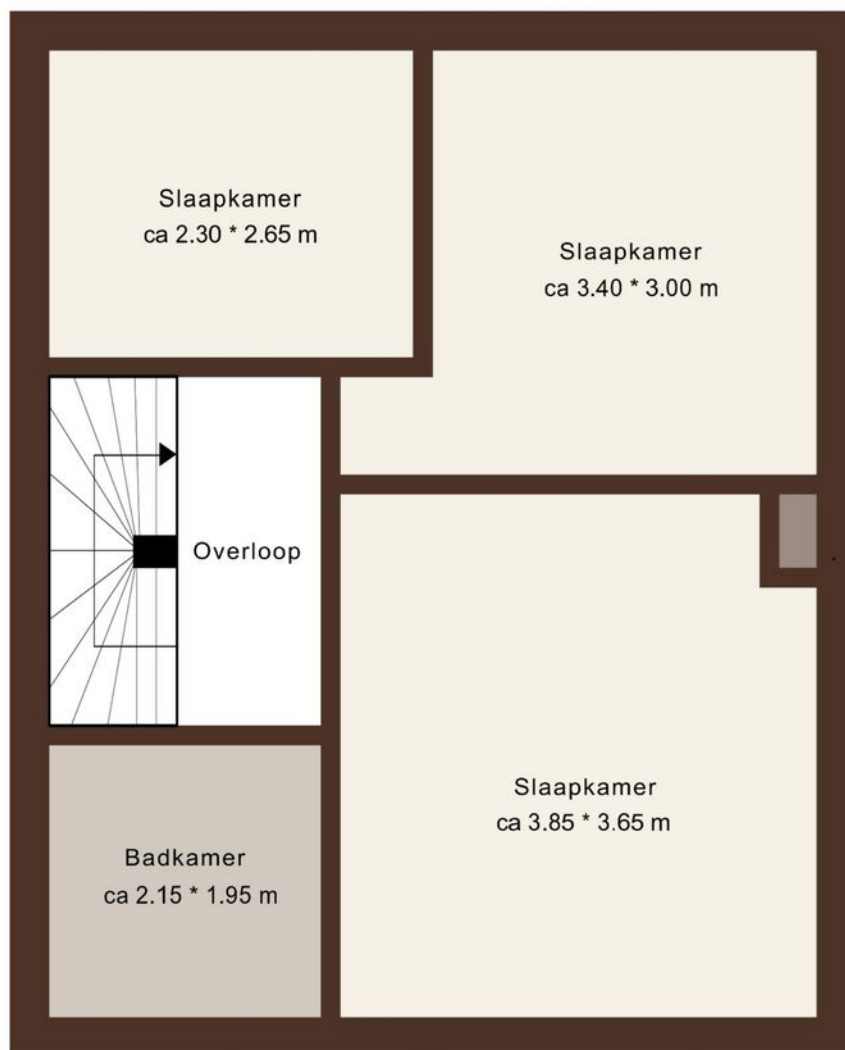 Slaapkamer
ca 2.30 * 2.65 m
Slaapkamer
ca 3.40 * 3.00 m
Overloop
Slaapkamer
ca 3.85 * 3.65 m
Badkamer
ca 2.15 * 1.95 m